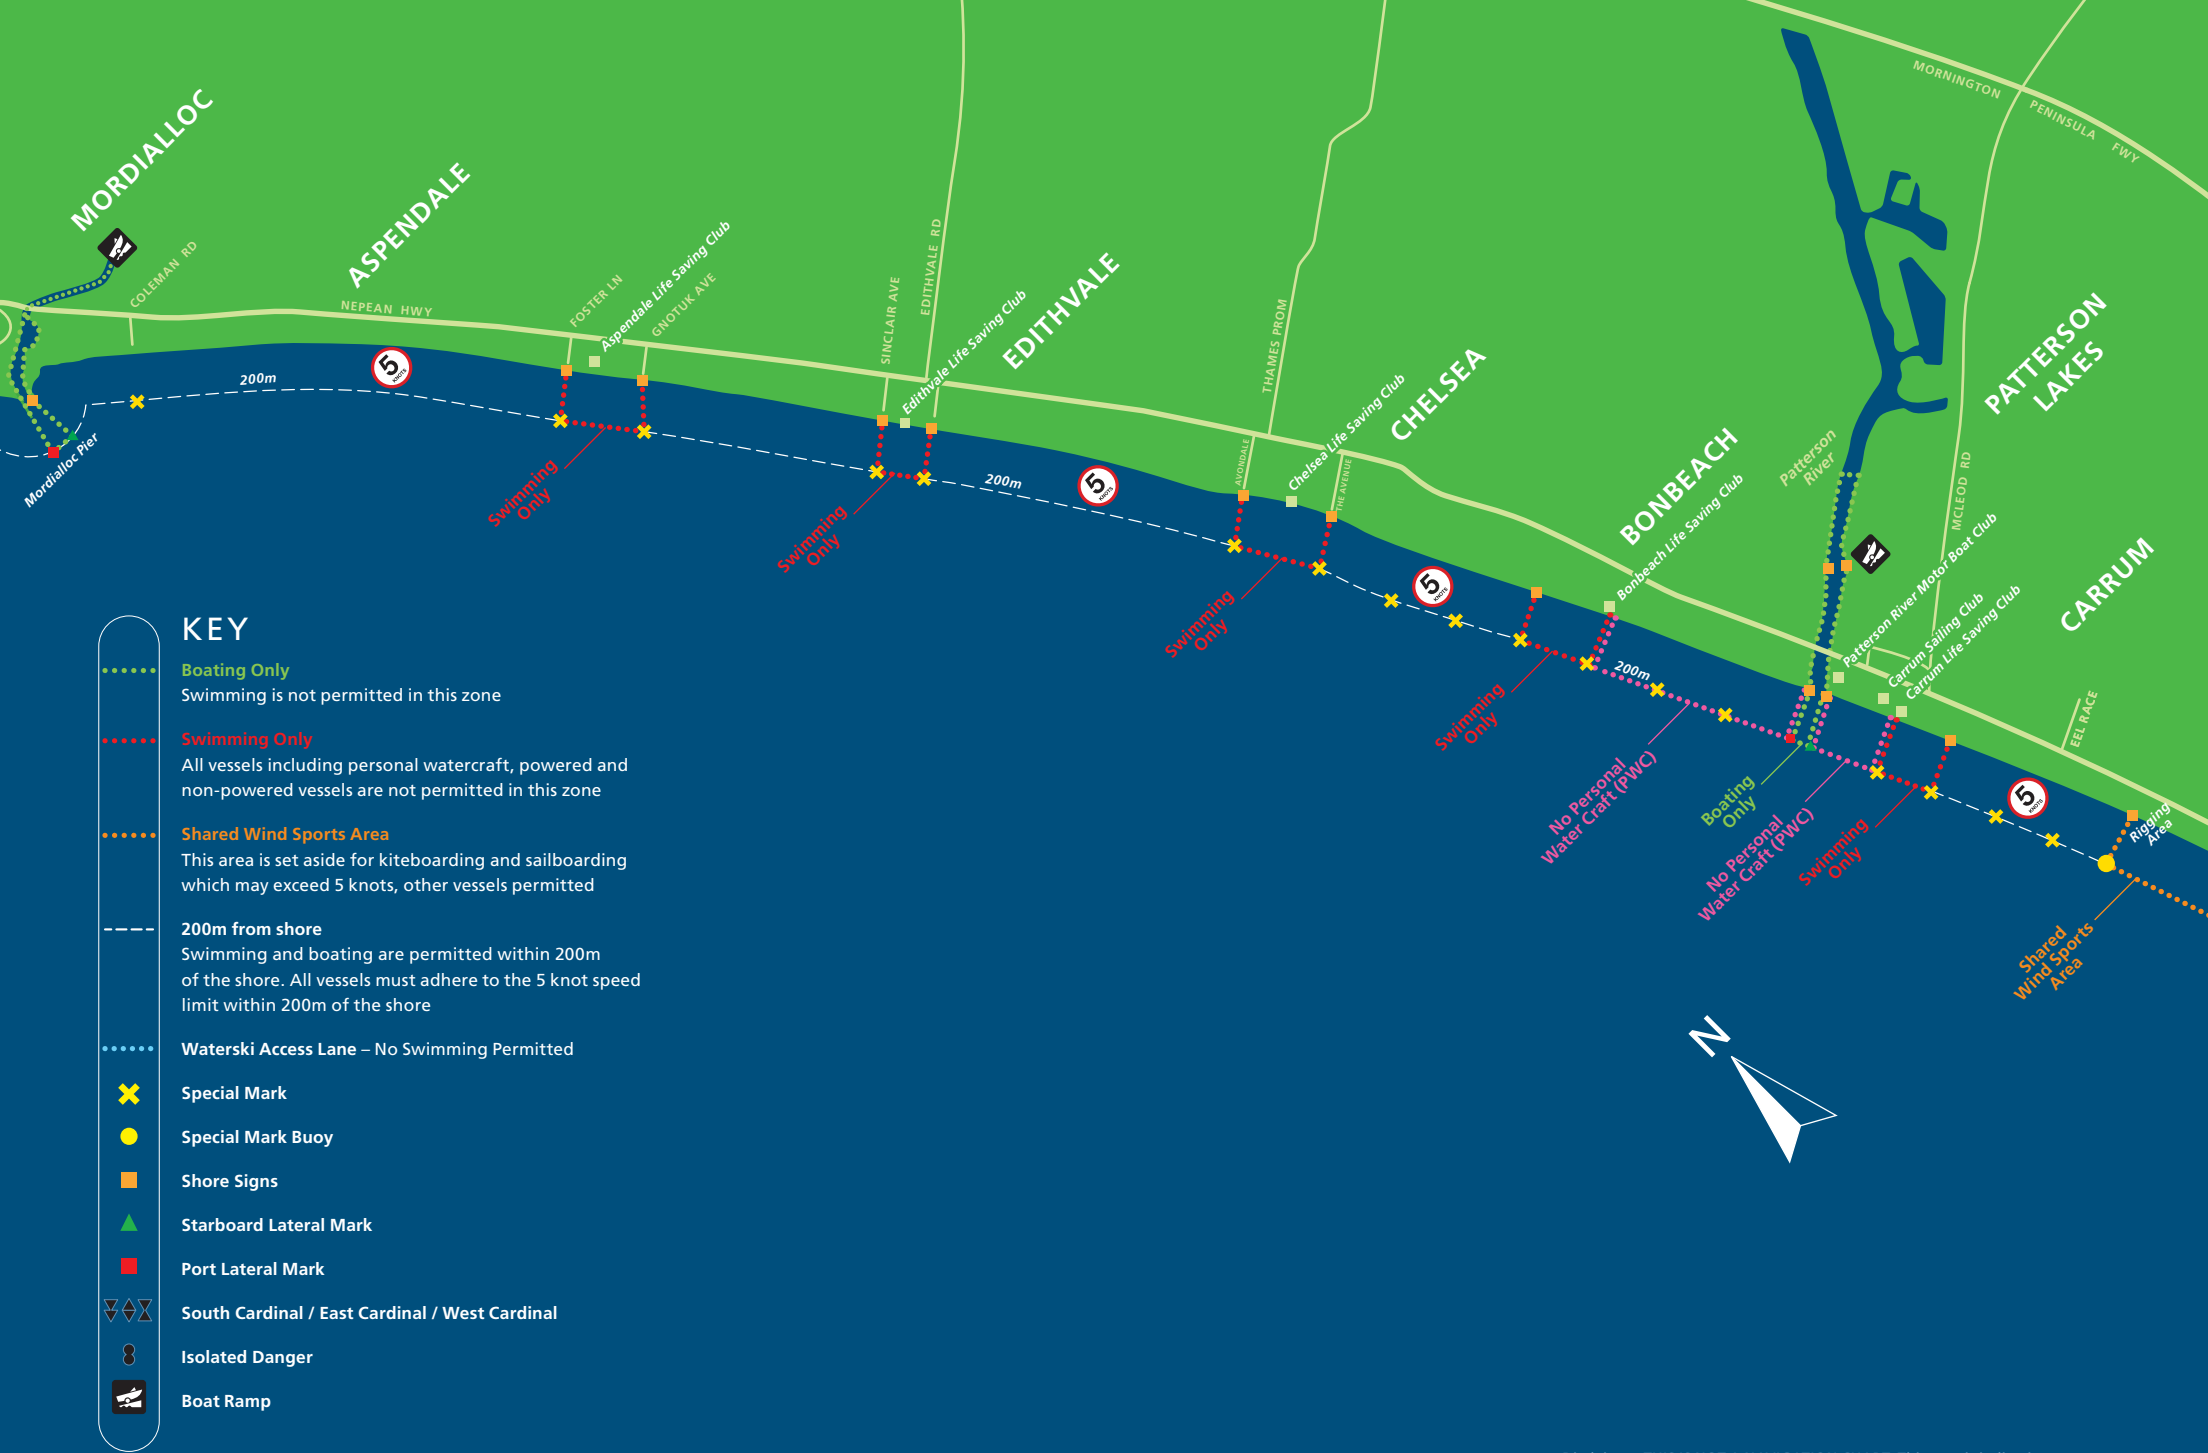 MORDIALLOC
COLEMAN RD
ASPENDALE
NEPEAN HWY
FOSTER LN
Aspendale Life Saving Club
GNOTUK AVE
SINCLAIR AVE
EDITHVALE RD
Edithvale Life Saving Club
EDITHVALE
THAMES PROM
AVONDALE
Chelsea Life Saving Club
THE AVENUE
CHELSEA
BONBEACH
Bonbeach Life Saving Club
Patterson
River
MORNINGTON PENINSULA FWY
PATTERSON
LAKES
MCLEOD RD
Patterson River Motor Boat Club
Carrum Sailing Club
Carrum Life Saving Club
CARRUM
EEL RACE
Rigging
Area
Mordialloc Pier
200m
5
KNOTS
Swimming
Only
Swimming
Only
200m
5
KNOTS
Swimming
Only
5
KNOTS
Swimming
Only
200m
No Personal
Water Craft (PWC)
Boating
Only
No Personal
Water Craft (PWC)
Swimming
Only
5
KNOTS
Shared
Wind Sports
Area
N
KEY
Boating Only
Swimming is not permitted in this zone
Swimming Only
All vessels including personal watercraft, powered and
non-powered vessels are not permitted in this zone
Shared Wind Sports Area
This area is set aside for kiteboarding and sailboarding
which may exceed 5 knots, other vessels permitted
200m from shore
Swimming and boating are permitted within 200m
of the shore. All vessels must adhere to the 5 knot speed
limit within 200m of the shore
Waterski Access Lane – No Swimming Permitted
Special Mark
Special Mark Buoy
Shore Signs
Starboard Lateral Mark
Port Lateral Mark
South Cardinal / East Cardinal / West Cardinal
Isolated Danger
Boat Ramp